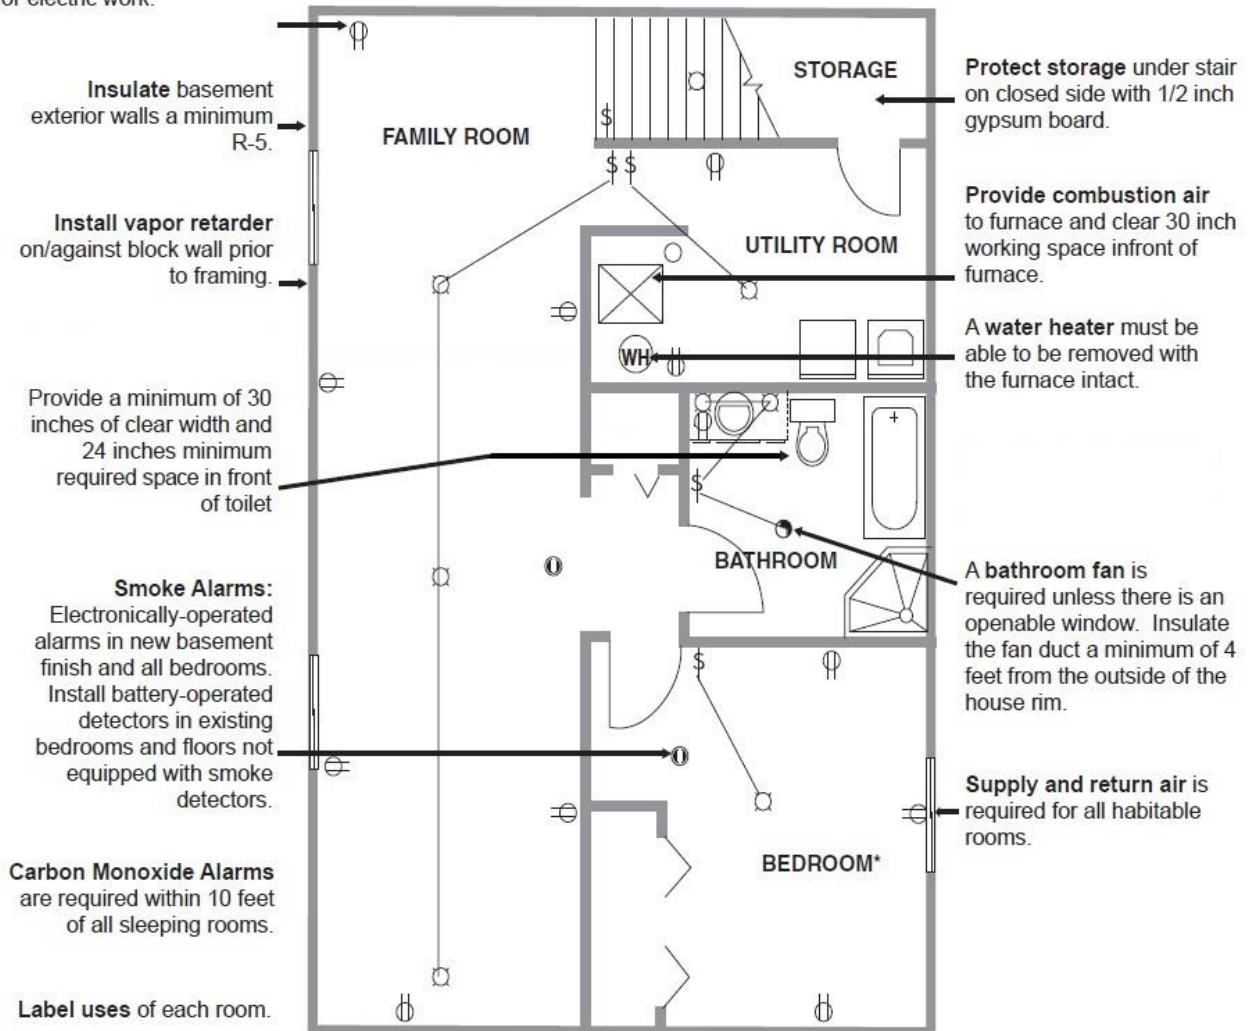 or electric work.
Insulate basement
exterior walls a minimum
R-5.
Install vapor retarder
on/against block wall prior
to framing.
Provide a minimum of 30
inches of clear width and
24 inches minimum
required space in front
of toilet
Smoke Alarms:
Electronically-operated
alarms in new basement
finish and all bedrooms.
Install battery-operated
detectors in existing
bedrooms and floors not
equipped with smoke
detectors.
Carbon Monoxide Alarms
are required within 10 feet
of all sleeping rooms.
Label uses of each room.
FAMILY ROOM
STORAGE
$
$ $
UTILITY ROOM
WH
$
BATHROOM
$
BEDROOM*
Protect storage under stair
on closed side with 1/2 inch
gypsum board.
Provide combustion air
to furnace and clear 30 inch
working space infront of
furnace.
A water heater must be
able to be removed with
the furnace intact.
A bathroom fan is
required unless there is an
openable window. Insulate
the fan duct a minimum of 4
feet from the outside of the
house rim.
Supply and return air is
required for all habitable
rooms.